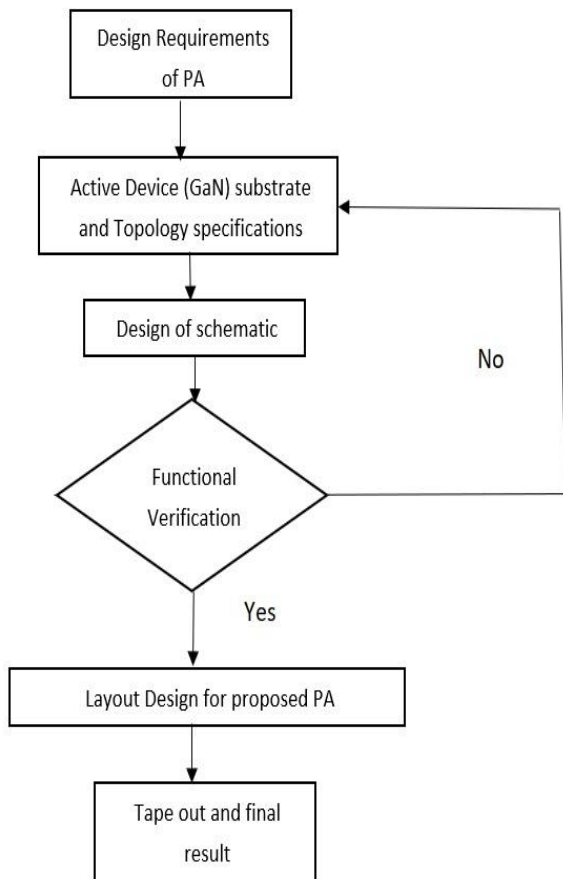 Design Requirements
of PA
Active Device (GaN) substrate
and Topology specifications
Design of schematic
No
Functional
Verification
Yes
Layout Design for proposed PA
Tape out and final
result